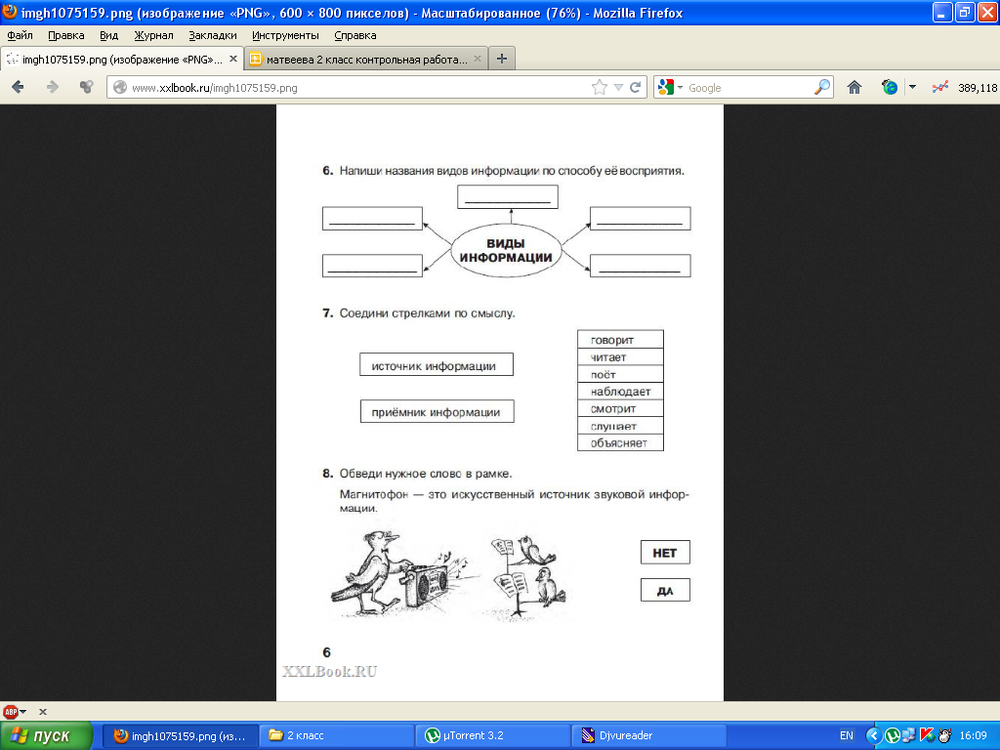 imgh1075159.png (изображение «PNG», 600 × 800 пикселов) - Масштабированное (76%) - Mozilla Firefox
Файл Правка Вид Журнал Закладки Инструменты Справка
imgh1075159.png (изображение «PNG»... матвеева 2 класс контрольная работа...
www.xxlbook.ru/imgh1075159.png Google 389,118
6. Напиши названия видов информации по способу её восприятия.
ВИДЫ
ИНФОРМАЦИИ
7. Соедини стрелками по смыслу.
источник информации
приёмник информации
говорит
читает
поёт
наблюдает
смотрит
слушает
объясняет
8. Обведи нужное слово в рамке.
Магнитофон — это искусственный источник звуковой инфор-
мации.
НЕТ
ДА
6
XXLBook.RU
ABP
пуск imgh1075159.png (из... 2 класс µTorrent 3.2 Djvureader EN 16:09